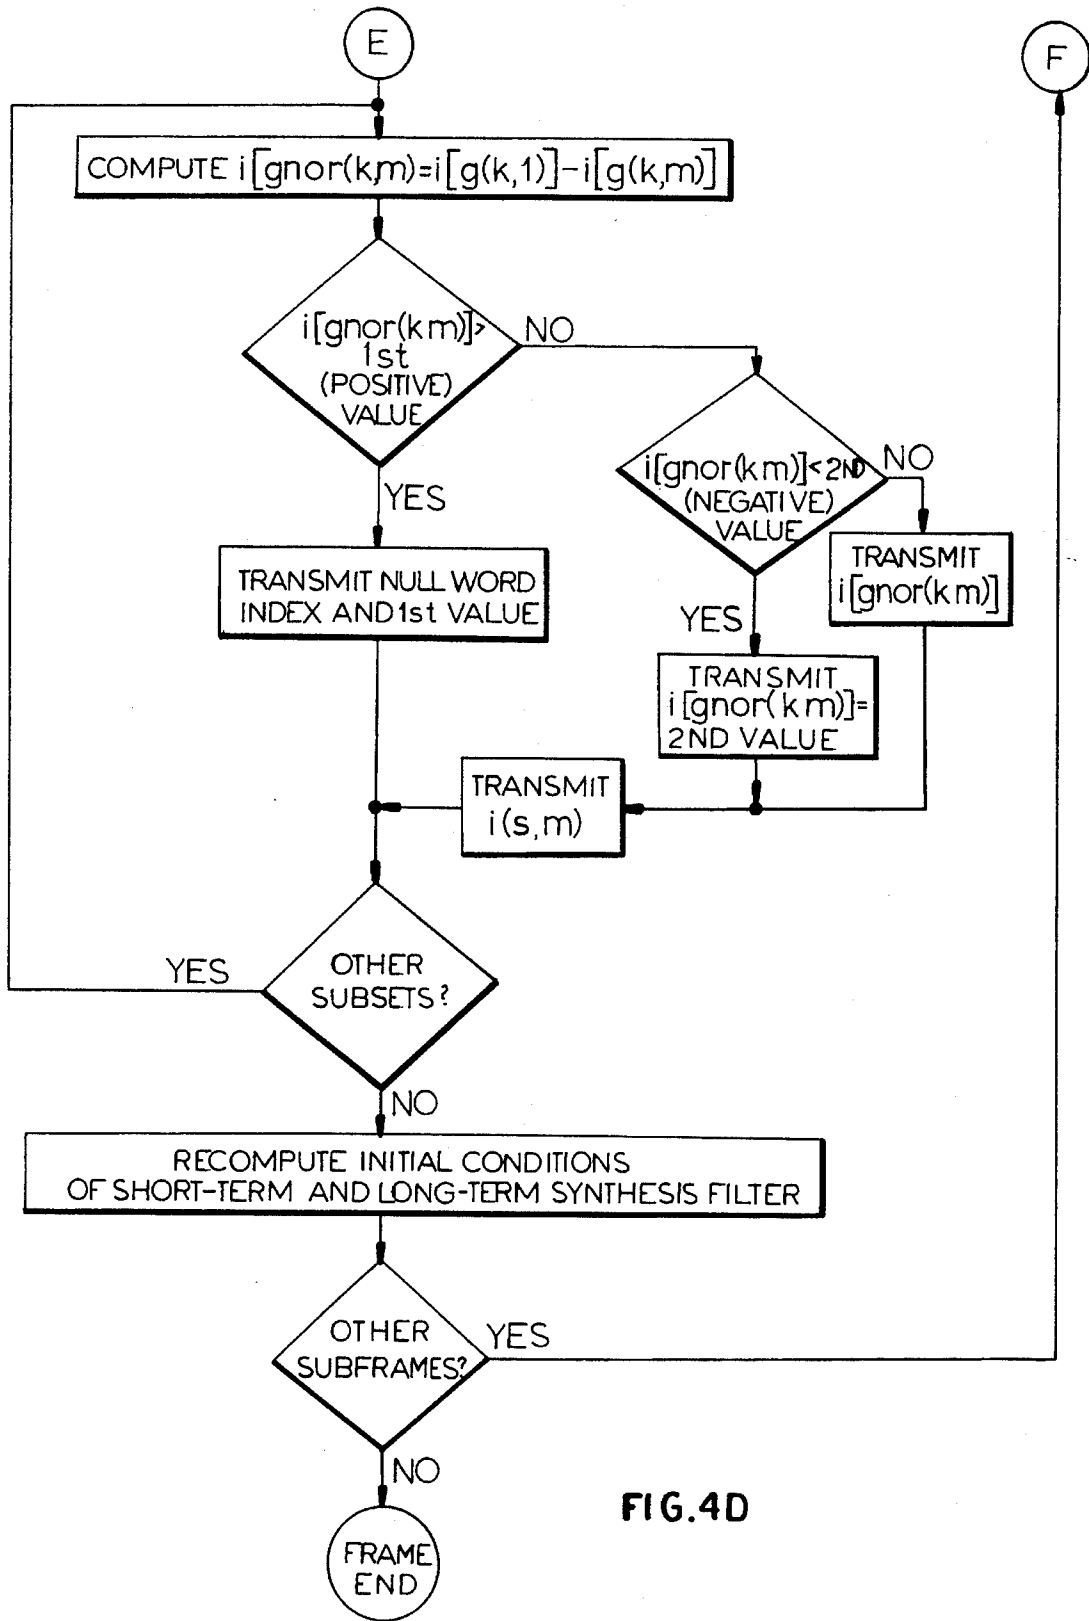 E
F
COMPUTE i[gnor(k,m)=i[g(k,1)]-i[g(k,m)]
i[gnor(km)]>
1st
(POSITIVE)
VALUE
NO
YES
i[gnor(km)]<2ND
(NEGATIVE)
VALUE
NO
YES
TRANSMIT NULL WORD
INDEX AND 1st VALUE
TRANSMIT
i[gnor(km)]
TRANSMIT
i[gnor(km)]=
2ND VALUE
TRANSMIT
i(s,m)
OTHER
SUBSETS?
YES
NO
RECOMPUTE INITIAL CONDITIONS
OF SHORT-TERM AND LONG-TERM SYNTHESIS FILTER
OTHER
SUBFRAMES?
YES
NO
FRAME
END
FIG.4D